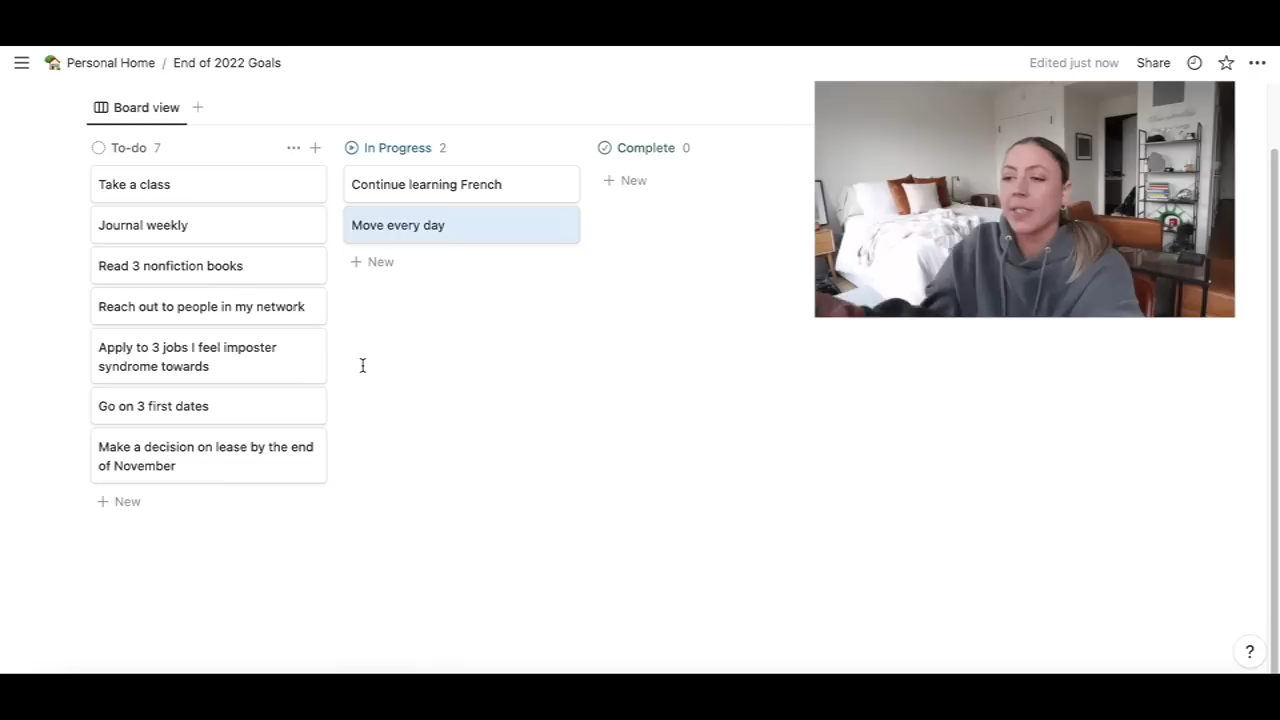 Personal Home / End of 2022 Goals
Edited just now
Share
Board view
To-do 7
Take a class
Journal weekly
Read 3 nonfiction books
Reach out to people in my network
Apply to 3 jobs I feel imposter
syndrome towards
Go on 3 first dates
Make a decision on lease by the end
of November
+ New
In Progress 2
Continue learning French
Move every day
+ New
Complete 0
+ New
?